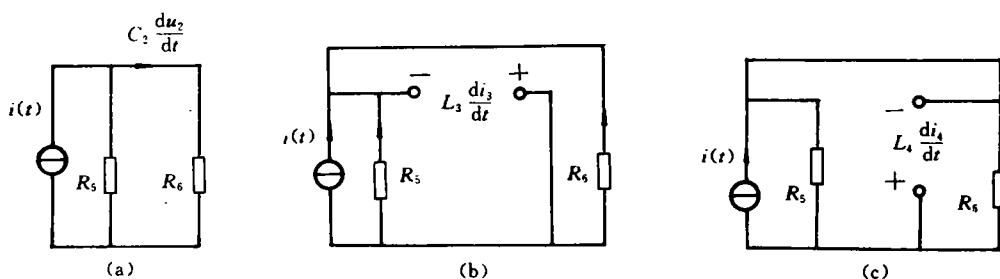 C₂ du₂/dt
i(t)
R₅
R₆
(a)
− +
L₃ di₃/dt
i(t)
R₅
R₆
(b)
−
L₄ di₄/dt
i(t)
+
R₅
R₆
(c)